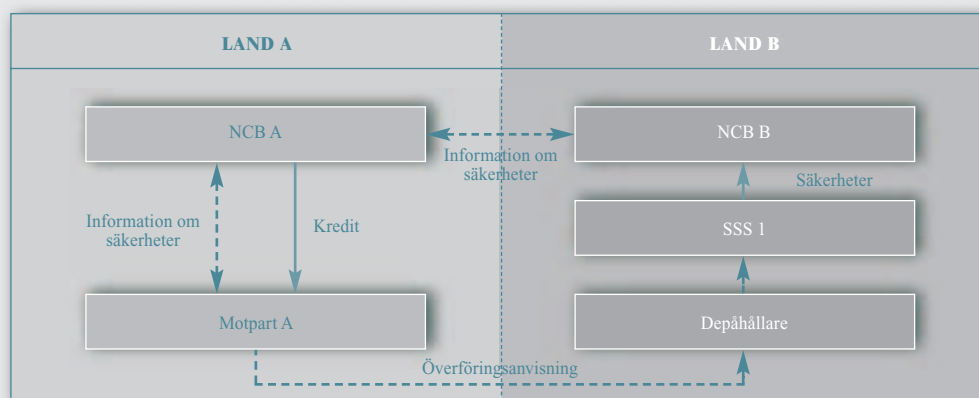 LAND A
LAND B
NCB A
NCB B
Information om
säkerheter
Säkerheter
Information om
säkerheter
Kredit
SSS 1
Motpart A
Depåhållare
Överföringsanvisning